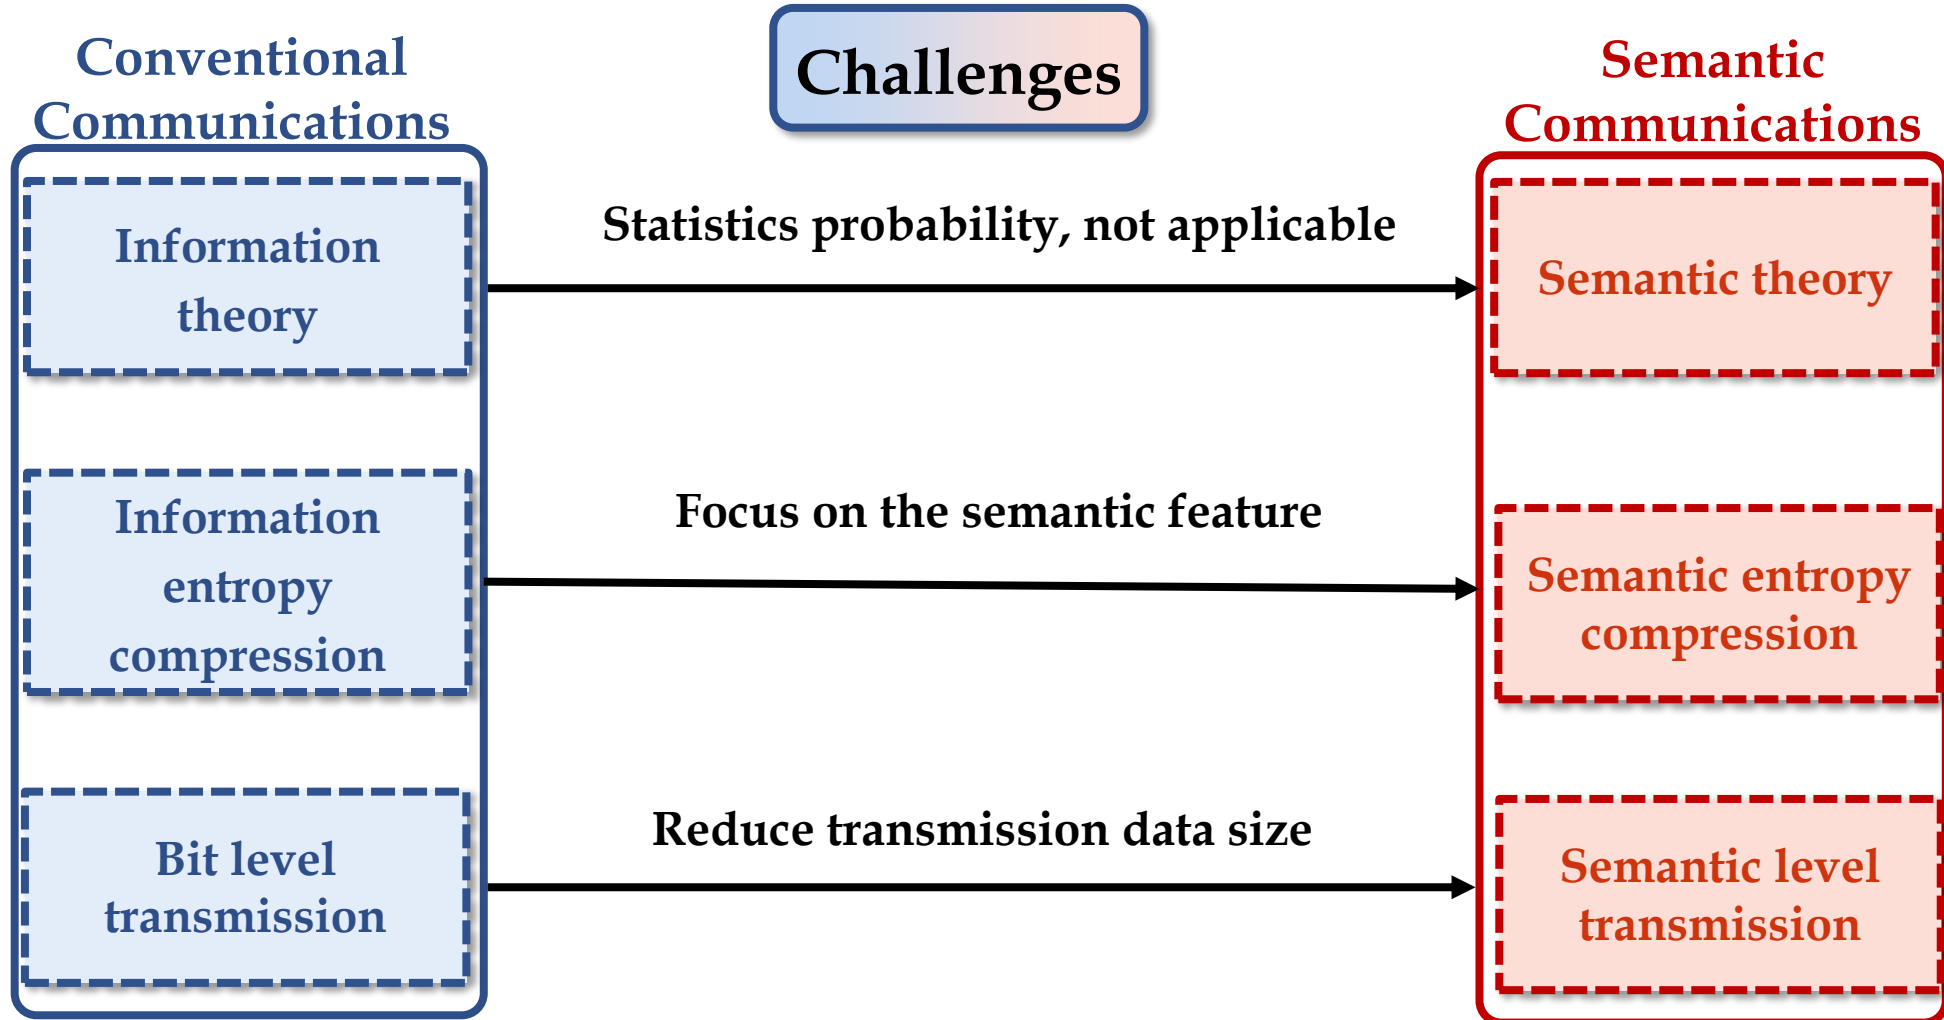 Conventional
Communications
Challenges
Semantic
Communications
Information
theory
Statistics probability, not applicable
Semantic theory
Information
entropy
compression
Focus on the semantic feature
Semantic entropy
compression
Bit level
transmission
Reduce transmission data size
Semantic level
transmission